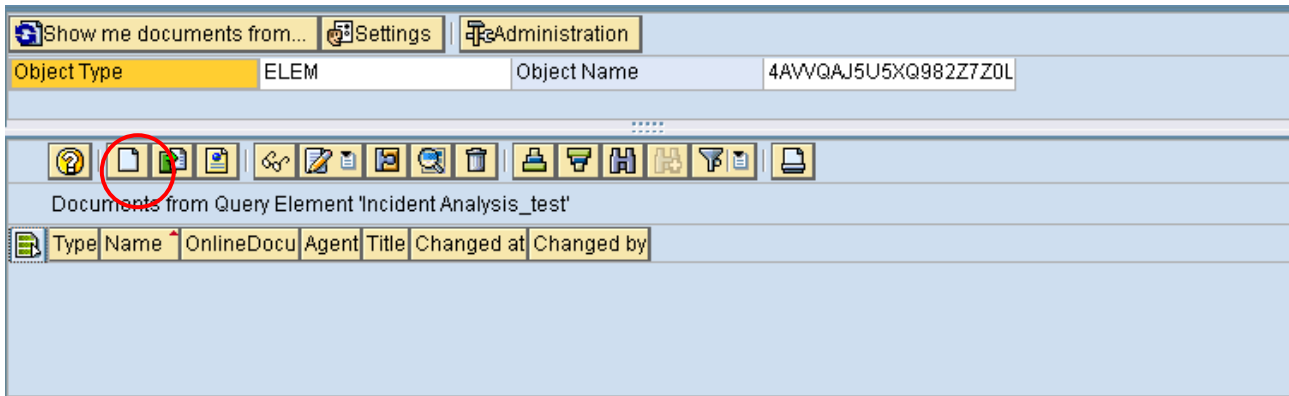 Show me documents from... Settings Administration
Object Type ELEM Object Name 4AVVQAJ5U5XQ982Z7Z0L
Documents from Query Element 'Incident Analysis_test'
Type Name OnlineDocu Agent Title Changed at Changed by